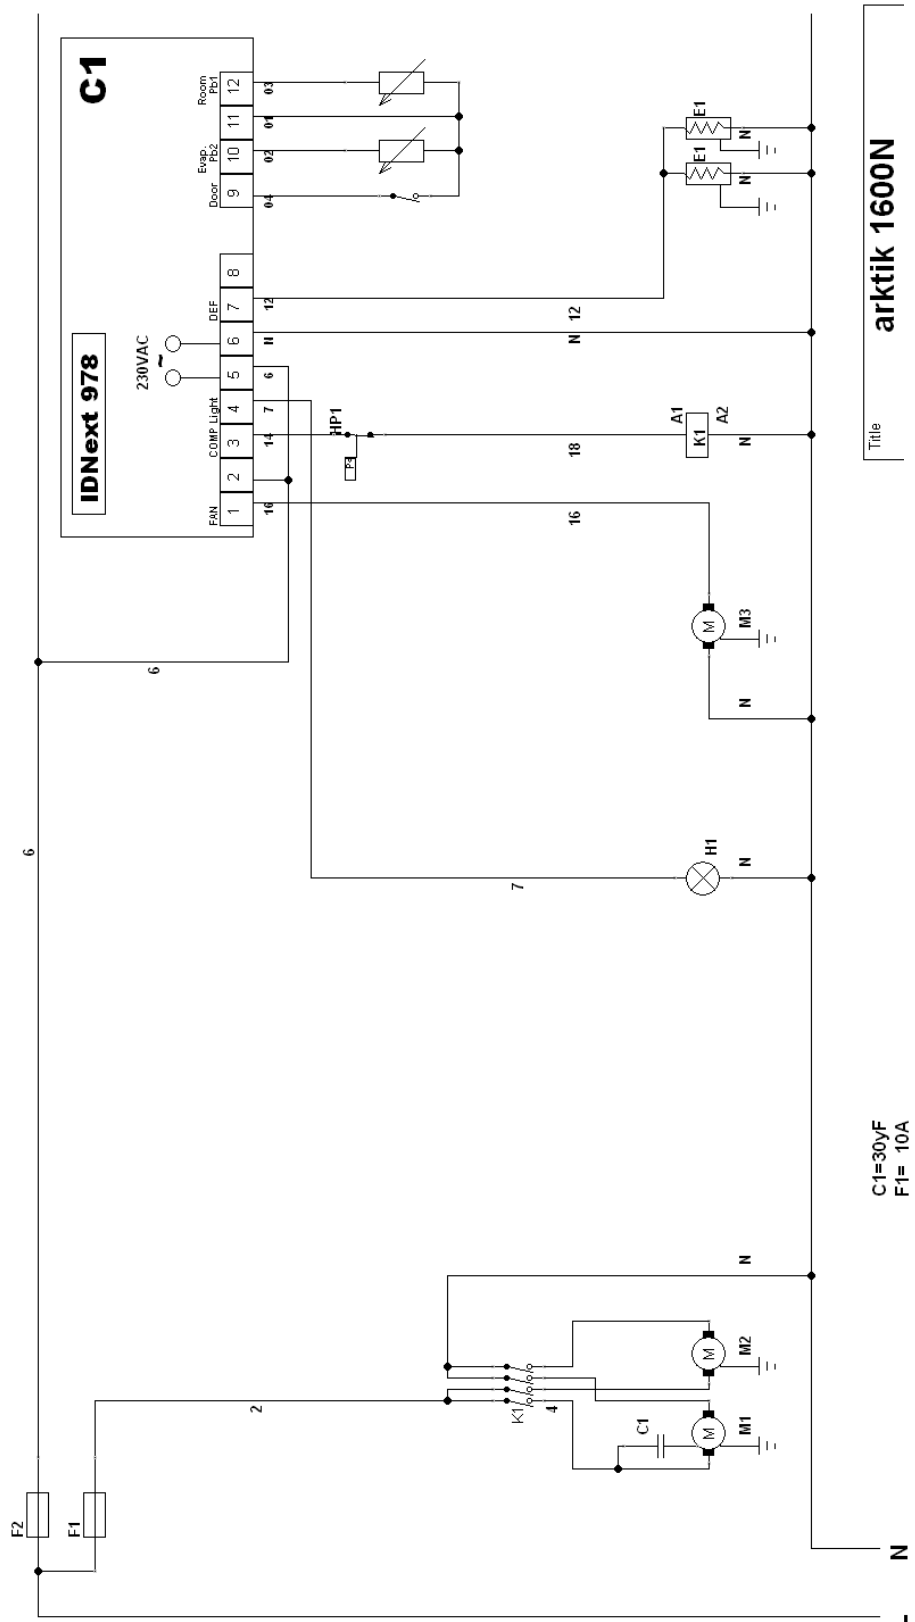 C1
IDNext 978
230VAC
~
FAN
COMP
Light
DEF
Door
Evap.
Pb2
Room
Pb1
1
2
3
4
5
6
7
8
9
10
11
12
16
14
7
6
N
12
04
02
01
03
HP1
6
6
2
7
16
18
N
12
A1
K1
A2
N
E1
N
E1
N
M
M3
N
H1
N
F2
F1
K1
4
C1
M
M1
M
M2
N
C1=30yF
F1= 10A
N
Title
arktik 1600N